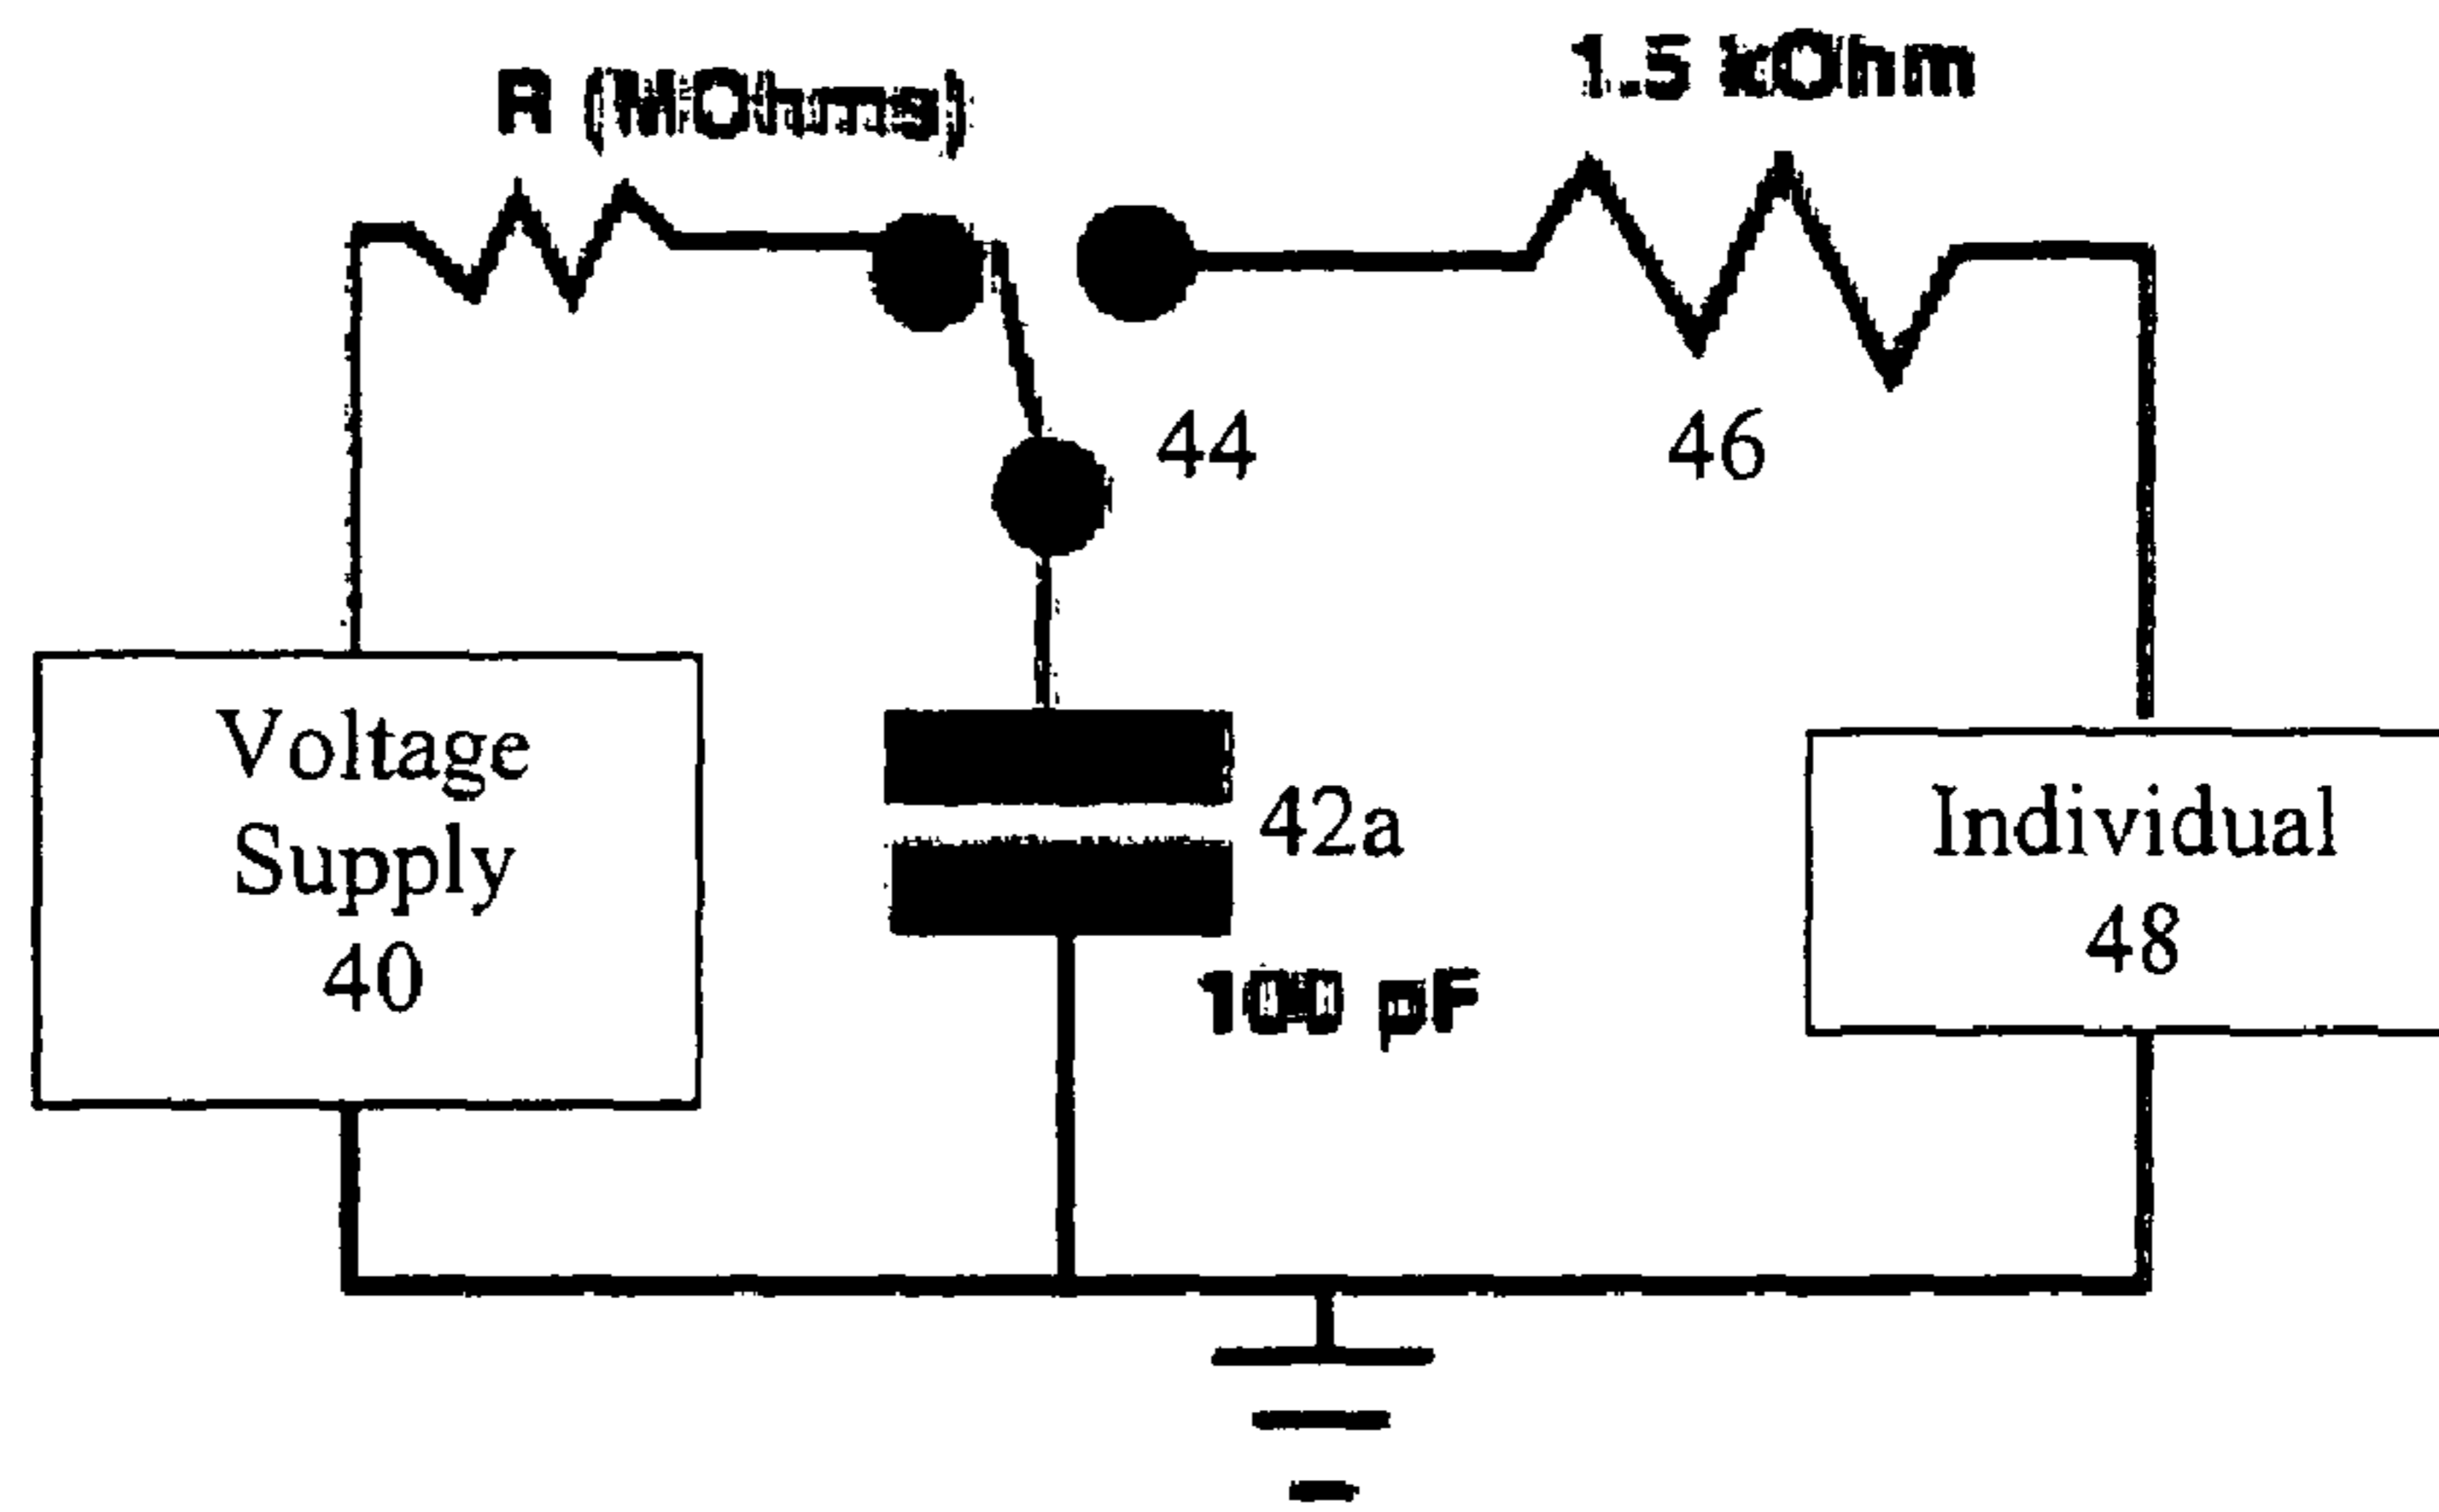 R (MOhms)
1.5 kOhm
44
46
Voltage
Supply
40
42a
100 pF
Individual
48